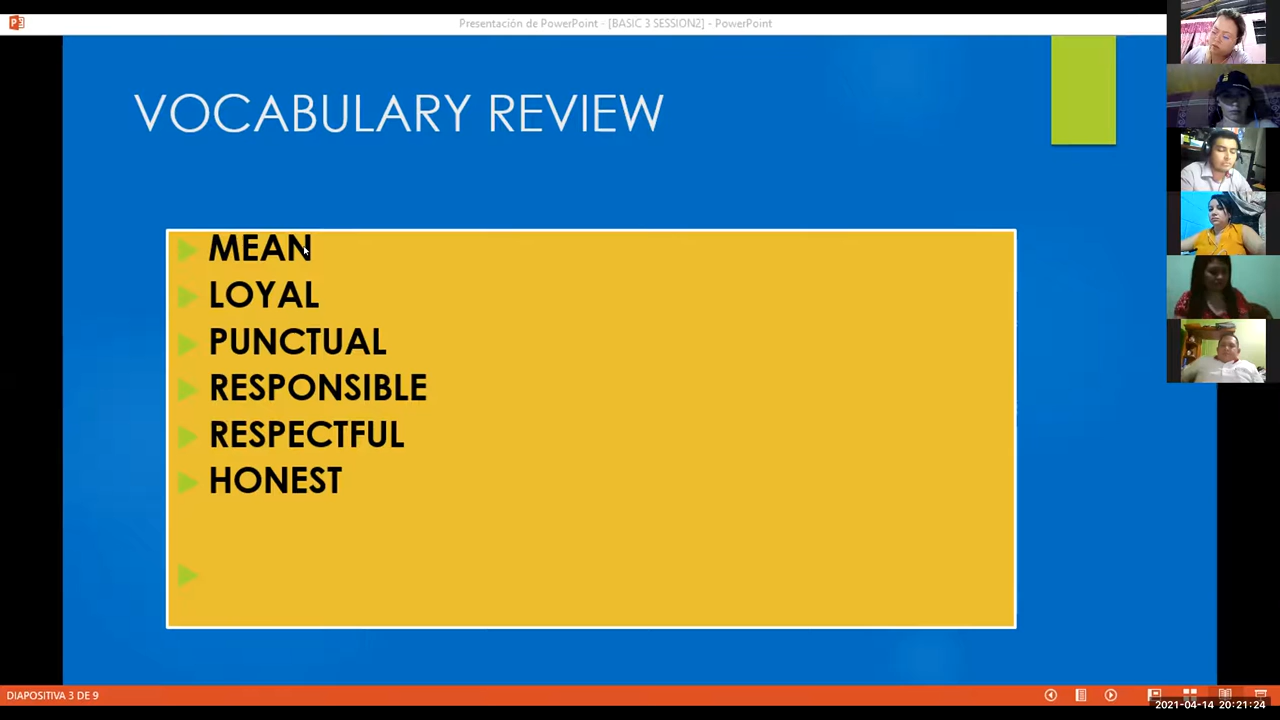 Presentación de PowerPoint - [BASIC 3 SESSION2] - PowerPoint
VOCABULARY REVIEW
MEAN
LOYAL
PUNCTUAL
RESPONSIBLE
RESPECTFUL
HONEST
DIAPOSITIVA 3 DE 9
2021-04-14 20:21:24